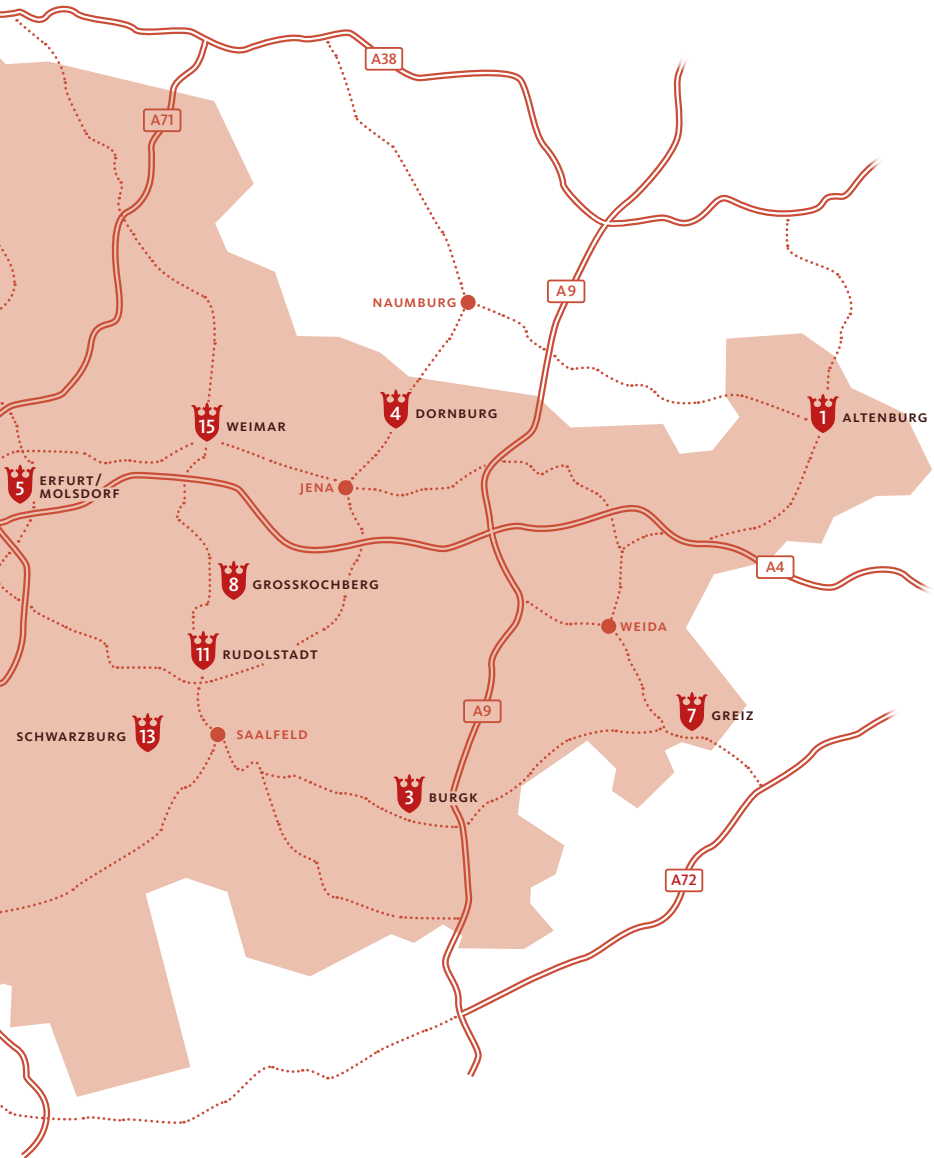 A38
A71
A9
NAUMBURG
4
DORNBURG
1
ALTENBURG
15
WEIMAR
5
ERFURT/
MOLSDORF
JENA
A4
8
GROSSKOCHBERG
WEIDA
11
RUDOLSTADT
A9
7
GREIZ
SCHWARZBURG
13
SAALFELD
3
BURGK
A72